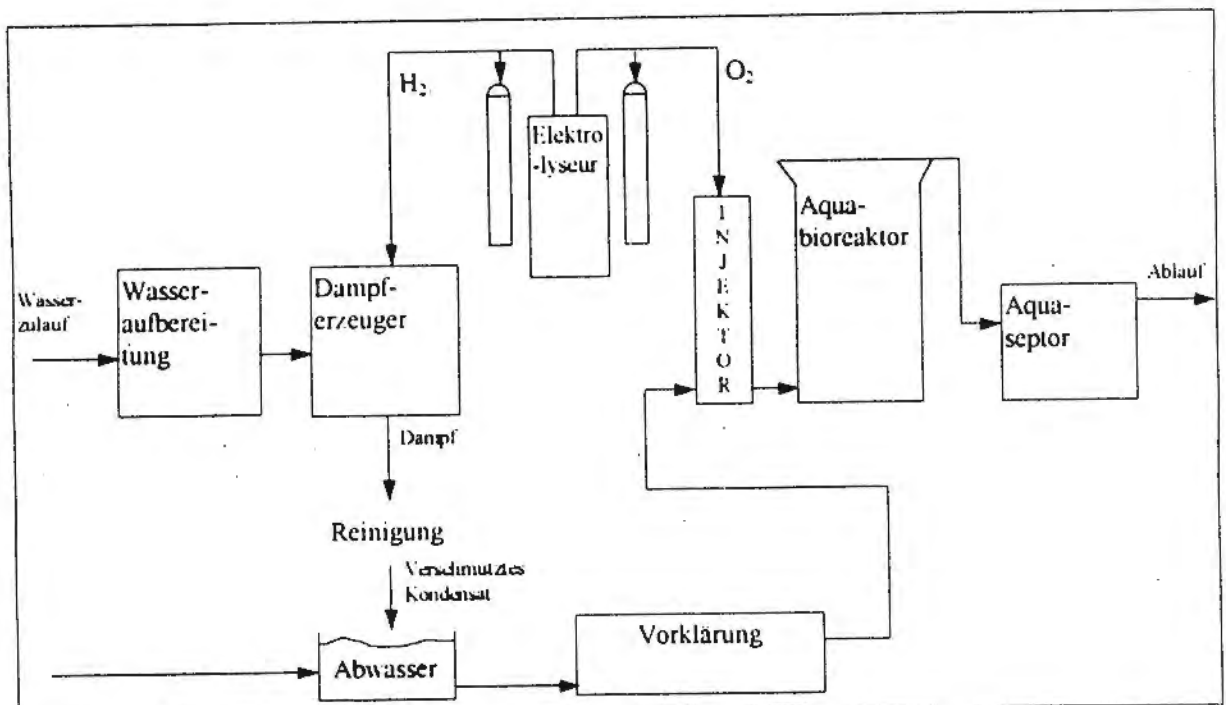 H₂
O₂
Elektro
-lyseur
INJEKTOR
Aqua-
bioreaktor
Wasser-
zulauf
Wasser-
aufberei-
tung
Dampf-
erzeuger
Aqua-
septor
Ablauf
Dampf
Reinigung
Verschmutztes
Kondensat
Abwasser
Vorklärung